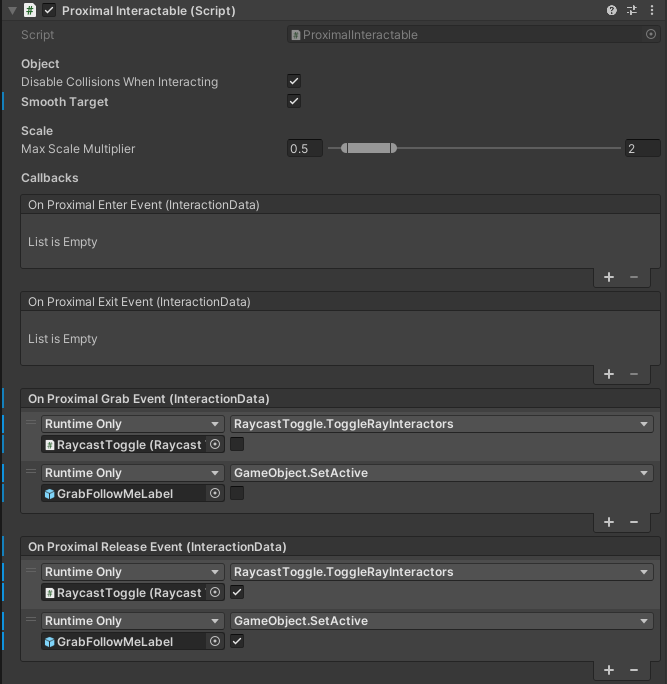 Proximal Interactable (Script)
Script ProximalInteractable
Object
Disable Collisions When Interacting
Smooth Target
Scale
Max Scale Multiplier 0.5 2
Callbacks
On Proximal Enter Event (InteractionData)
List is Empty
On Proximal Exit Event (InteractionData)
List is Empty
On Proximal Grab Event (InteractionData)
Runtime Only RaycastToggle.ToggleRayInteractors
RaycastToggle (Raycast
Runtime Only GameObject.SetActive
GrabFollowMeLabel
On Proximal Release Event (InteractionData)
Runtime Only RaycastToggle.ToggleRayInteractors
RaycastToggle (Raycast
Runtime Only GameObject.SetActive
GrabFollowMeLabel